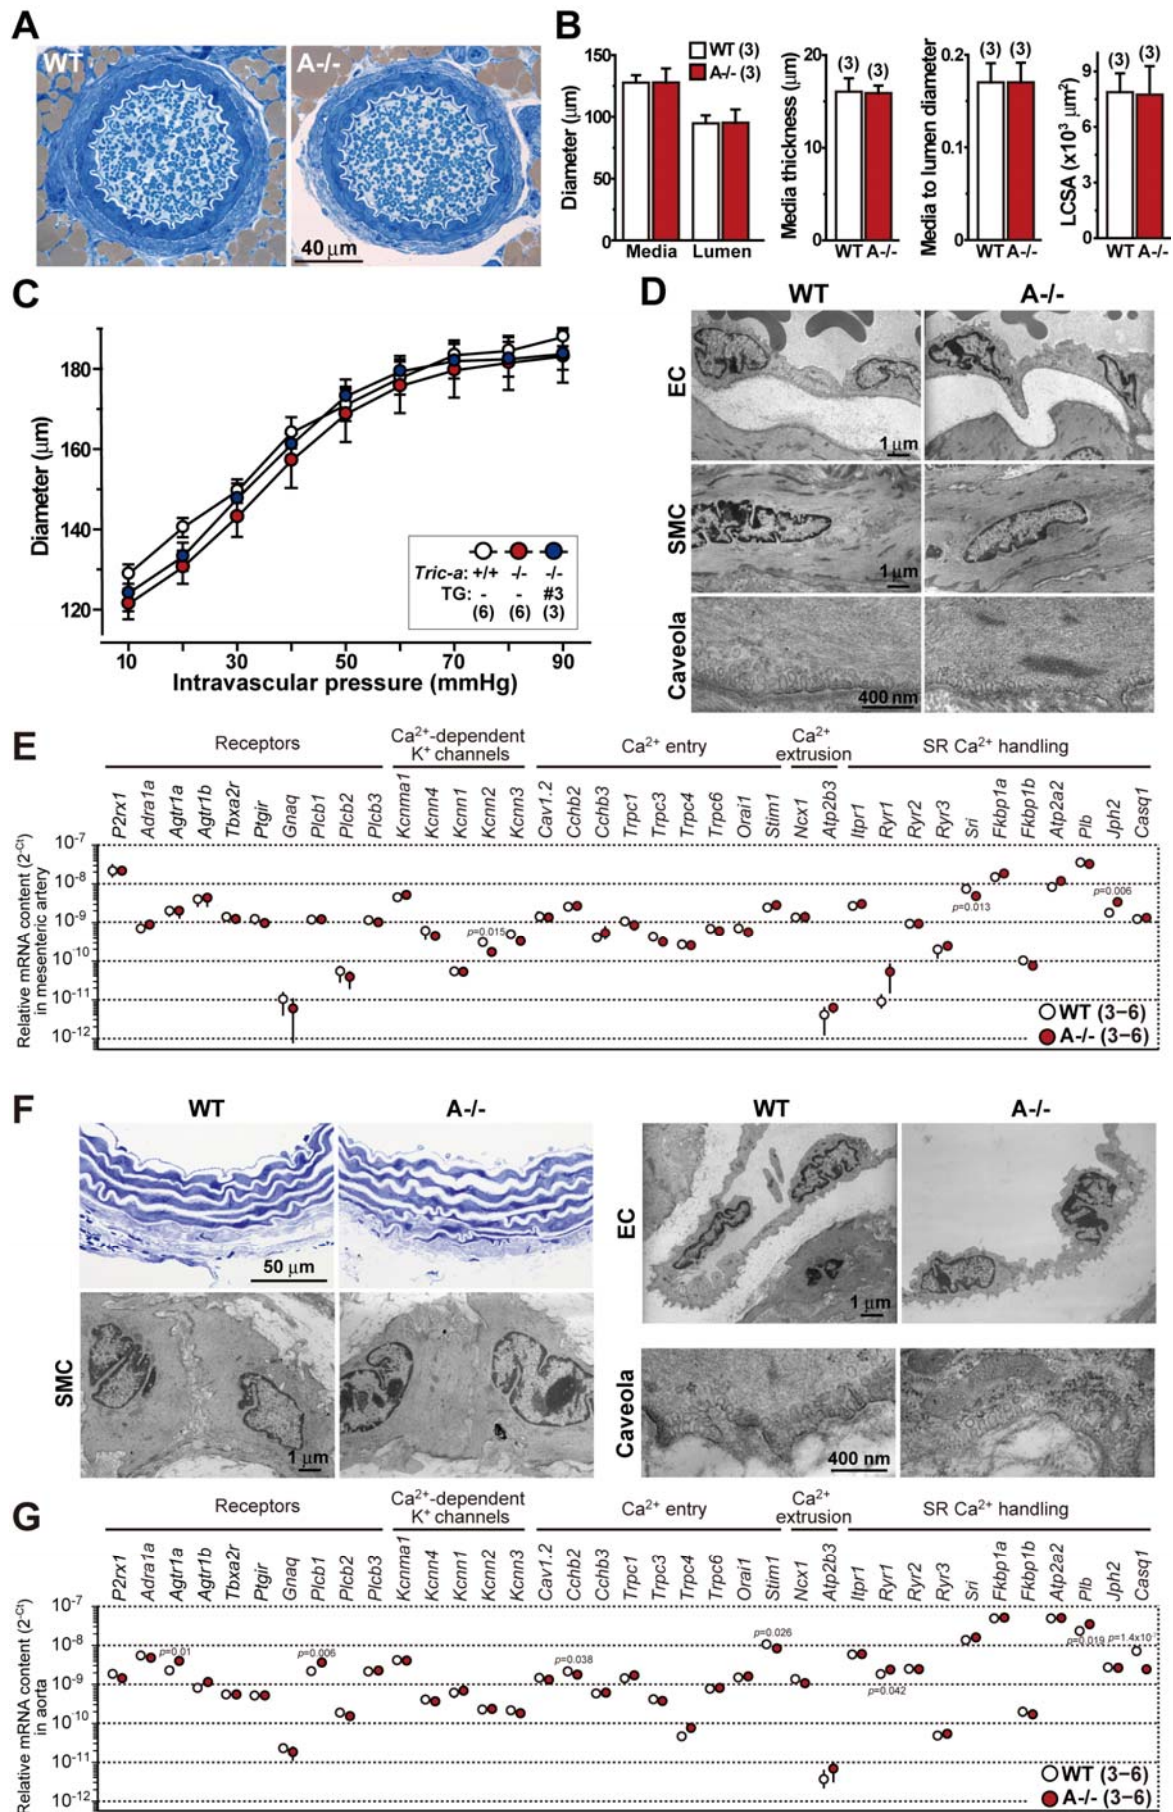 A
WT
A-/-
40 μm
B
WT (3)
A-/- (3)
Diameter (μm)
150
100
50
0
Media Lumen
Media thickness (μm)
20
10
0
(3) (3)
WT A-/-
Media to lumen diameter
0.2
0.1
0
(3) (3)
WT A-/-
LCSA (x10³ μm²)
9
6
3
0
(3) (3)
WT A-/-
C
Diameter (μm)
180
160
140
120
10 30 50 70 90
Intravascular pressure (mmHg)
Tric-a: +/+ -/- -/-
TG: - - #3
(6) (6) (3)
D
WT A-/-
EC
1 μm
SMC
1 μm
Caveola
400 nm
E
Receptors
Ca²⁺-dependent
K⁺ channels
Ca²⁺ entry
Ca²⁺
extrusion
SR Ca²⁺ handling
P2rx1 Adra1a Agtr1a Agtr1b Tbxa2r Ptgir Gnaq Plcb1 Plcb2 Plcb3 Kcnma1 Kcnn4 Kcnn1 Kcnn2 Kcnn3 Cav1.2 Cchb2 Cchb3 Trpc1 Trpc3 Trpc4 Trpc6 Orai1 Stim1 Ncx1 Atp2b3 Itpr1 Ryr1 Ryr2 Ryr3 Sri Fkbp1a Fkbp1b Atp2a2 Plb Jph2 Casq1
Relative mRNA content (2⁻ᶜᵗ)
in mesenteric artery
10⁻⁷
10⁻⁸
10⁻⁹
10⁻¹⁰
10⁻¹¹
10⁻¹²
p=0.015
p=0.013
p=0.006
WT (3–6)
A-/- (3–6)
F
WT A-/-
50 μm
SMC
1 μm
WT A-/-
EC
1 μm
Caveola
400 nm
G
Receptors
Ca²⁺-dependent
K⁺ channels
Ca²⁺ entry
Ca²⁺
extrusion
SR Ca²⁺ handling
P2rx1 Adra1a Agtr1a Agtr1b Tbxa2r Ptgir Gnaq Plcb1 Plcb2 Plcb3 Kcnma1 Kcnn4 Kcnn1 Kcnn2 Kcnn3 Cav1.2 Cchb2 Cchb3 Trpc1 Trpc3 Trpc4 Trpc6 Orai1 Stim1 Ncx1 Atp2b3 Itpr1 Ryr1 Ryr2 Ryr3 Sri Fkbp1a Fkbp1b Atp2a2 Plb Jph2 Casq1
Relative mRNA content (2⁻ᶜᵗ)
in aorta
10⁻⁷
10⁻⁸
10⁻⁹
10⁻¹⁰
10⁻¹¹
10⁻¹²
p=0.01
p=0.006
p=0.038
p=0.026
p=0.042
p=0.019
WT (3–6)
A-/- (3–6)